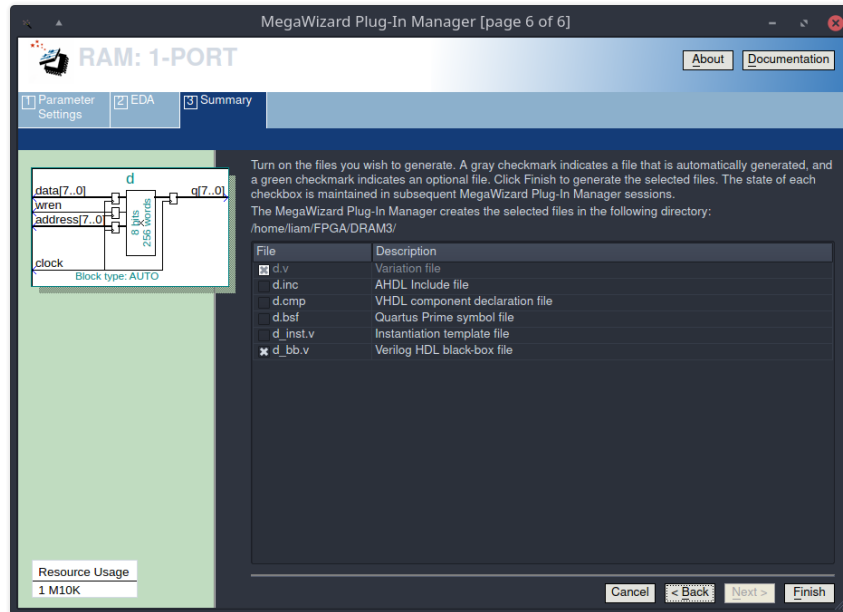 MegaWizard Plug-In Manager [page 6 of 6]
RAM: 1-PORT
About
Documentation
1 Parameter Settings
2 EDA
3 Summary
d
data[7..0]
wren
address[7..0]
clock
q[7..0]
8 bits
256 words
Block type: AUTO
Turn on the files you wish to generate. A gray checkmark indicates a file that is automatically generated, and
a green checkmark indicates an optional file. Click Finish to generate the selected files. The state of each
checkbox is maintained in subsequent MegaWizard Plug-In Manager sessions.
The MegaWizard Plug-In Manager creates the selected files in the following directory:
/home/liam/FPGA/DRAM3/
File Description
d.v Variation file
d.inc AHDL Include file
d.cmp VHDL component declaration file
d.bsf Quartus Prime symbol file
d_inst.v Instantiation template file
d_bb.v Verilog HDL black-box file
Resource Usage
1 M10K
Cancel
< Back
Next >
Finish